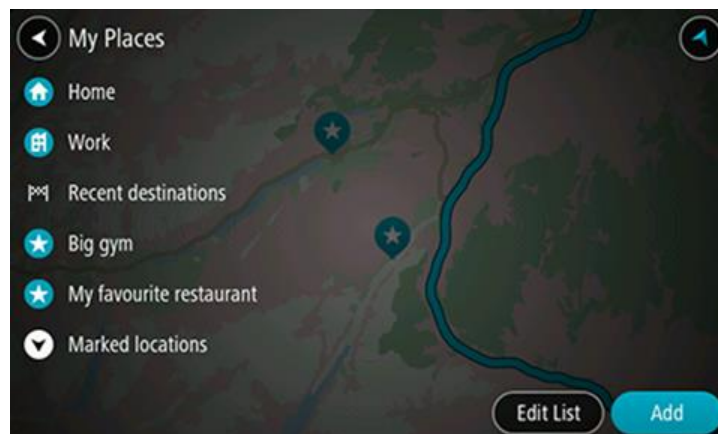 My Places
Home
Work
Recent destinations
Big gym
My favourite restaurant
Marked locations
Edit List
Add